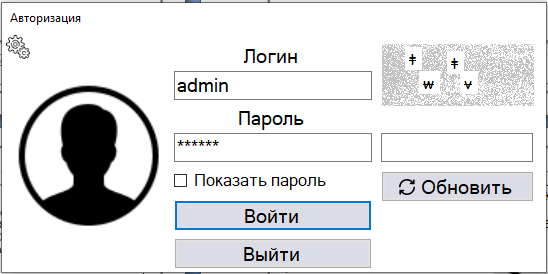 Авторизация
Логин
admin
Пароль
******
Показать пароль
Войти
Выйти
Обновить